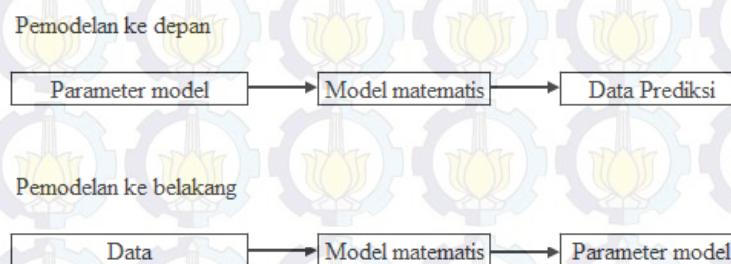 Pemodelan ke depan
Parameter model Model matematis Data Prediksi
Pemodelan ke belakang
Data Model matematis Parameter model